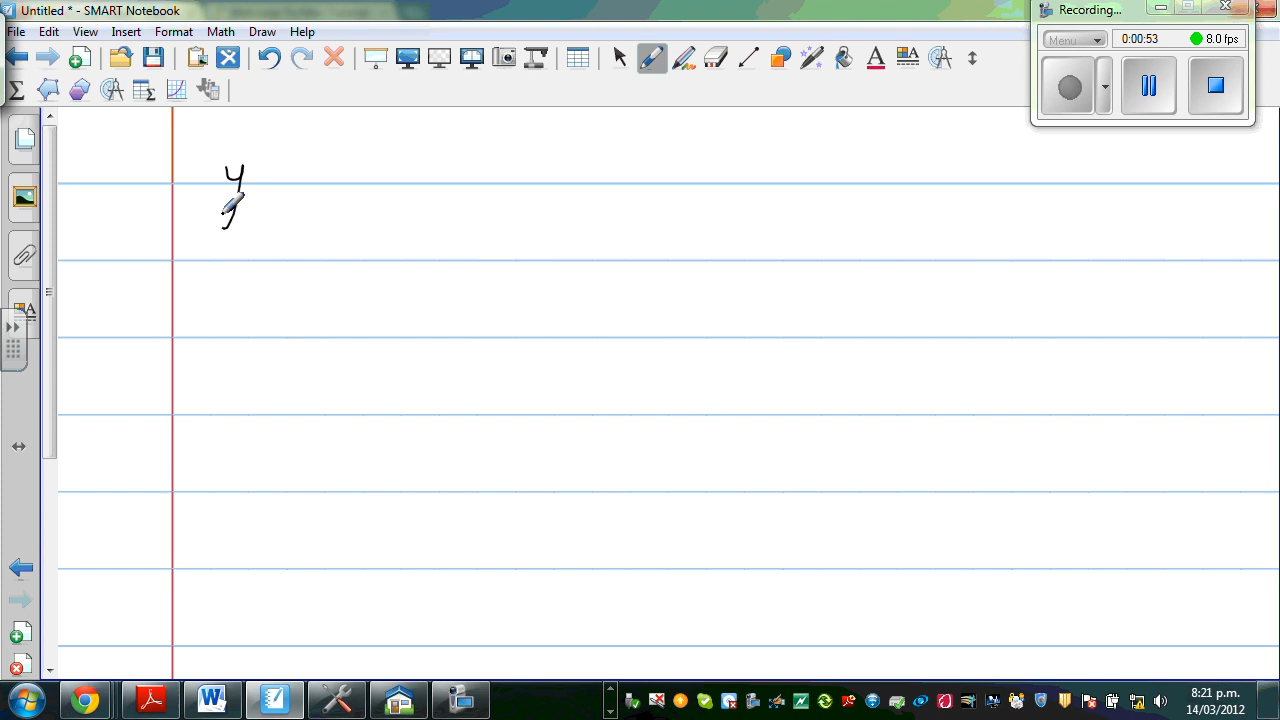 Untitled * - SMART Notebook
Recording...
File Edit View Insert Format Math Draw Help
Menu 0:00:53 8.0 fps
y
8:21 p.m.
14/03/2012